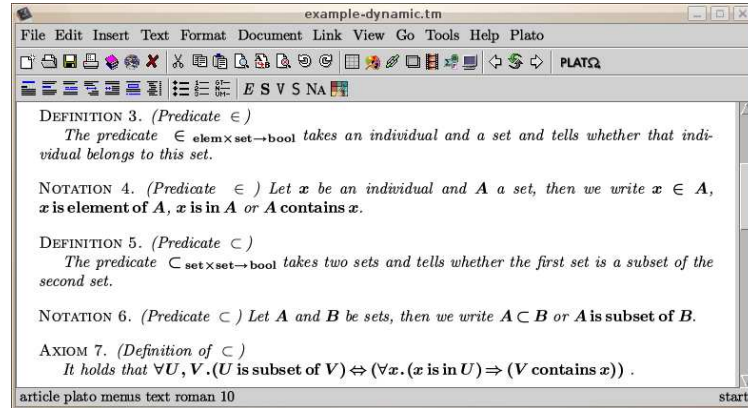 example-dynamic.tm
File Edit Insert Text Format Document Link View Go Tools Help Plato
PLATΩ
E S V S NA
DEFINITION 3. (Predicate ∈ )
The predicate ∈ elem×set→bool takes an individual and a set and tells whether that indi-
vidual belongs to this set.
NOTATION 4. (Predicate ∈ ) Let x be an individual and A a set, then we write x ∈ A,
x is element of A, x is in A or A contains x.
DEFINITION 5. (Predicate ⊂ )
The predicate ⊂ set×set→bool takes two sets and tells whether the first set is a subset of the
second set.
NOTATION 6. (Predicate ⊂ ) Let A and B be sets, then we write A ⊂ B or A is subset of B.
AXIOM 7. (Definition of ⊂ )
It holds that ∀U, V.(U is subset of V) ⇔ (∀x.(x is in U) ⇒ (V contains x)) .
article plato menus text roman 10 start